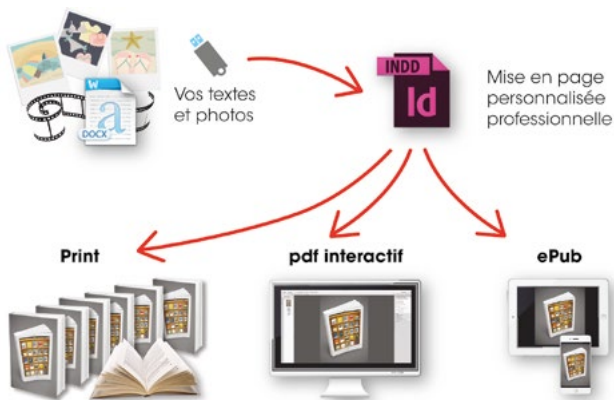 W
a
DOCX
Vos textes
et photos
INDD
Id
Mise en page
personnalisée
professionnelle
Print
pdf interactif
ePub